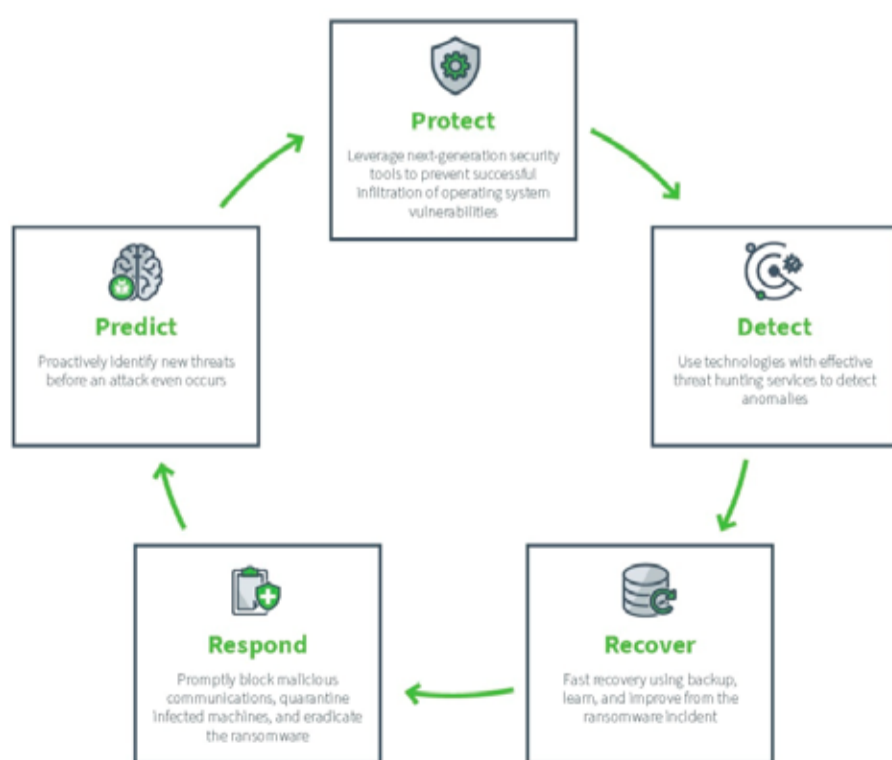 Protect
Leverage next-generation security
tools to prevent successful
infiltration of operating system
vulnerabilities
Predict
Proactively identify new threats
before an attack even occurs
Detect
Use technologies with effective
threat hunting services to detect
anomalies
Respond
Promptly block malicious
communications, quarantine
infected machines, and eradicate
the ransomware
Recover
Fast recovery using backup,
learn, and improve from the
ransomware incident